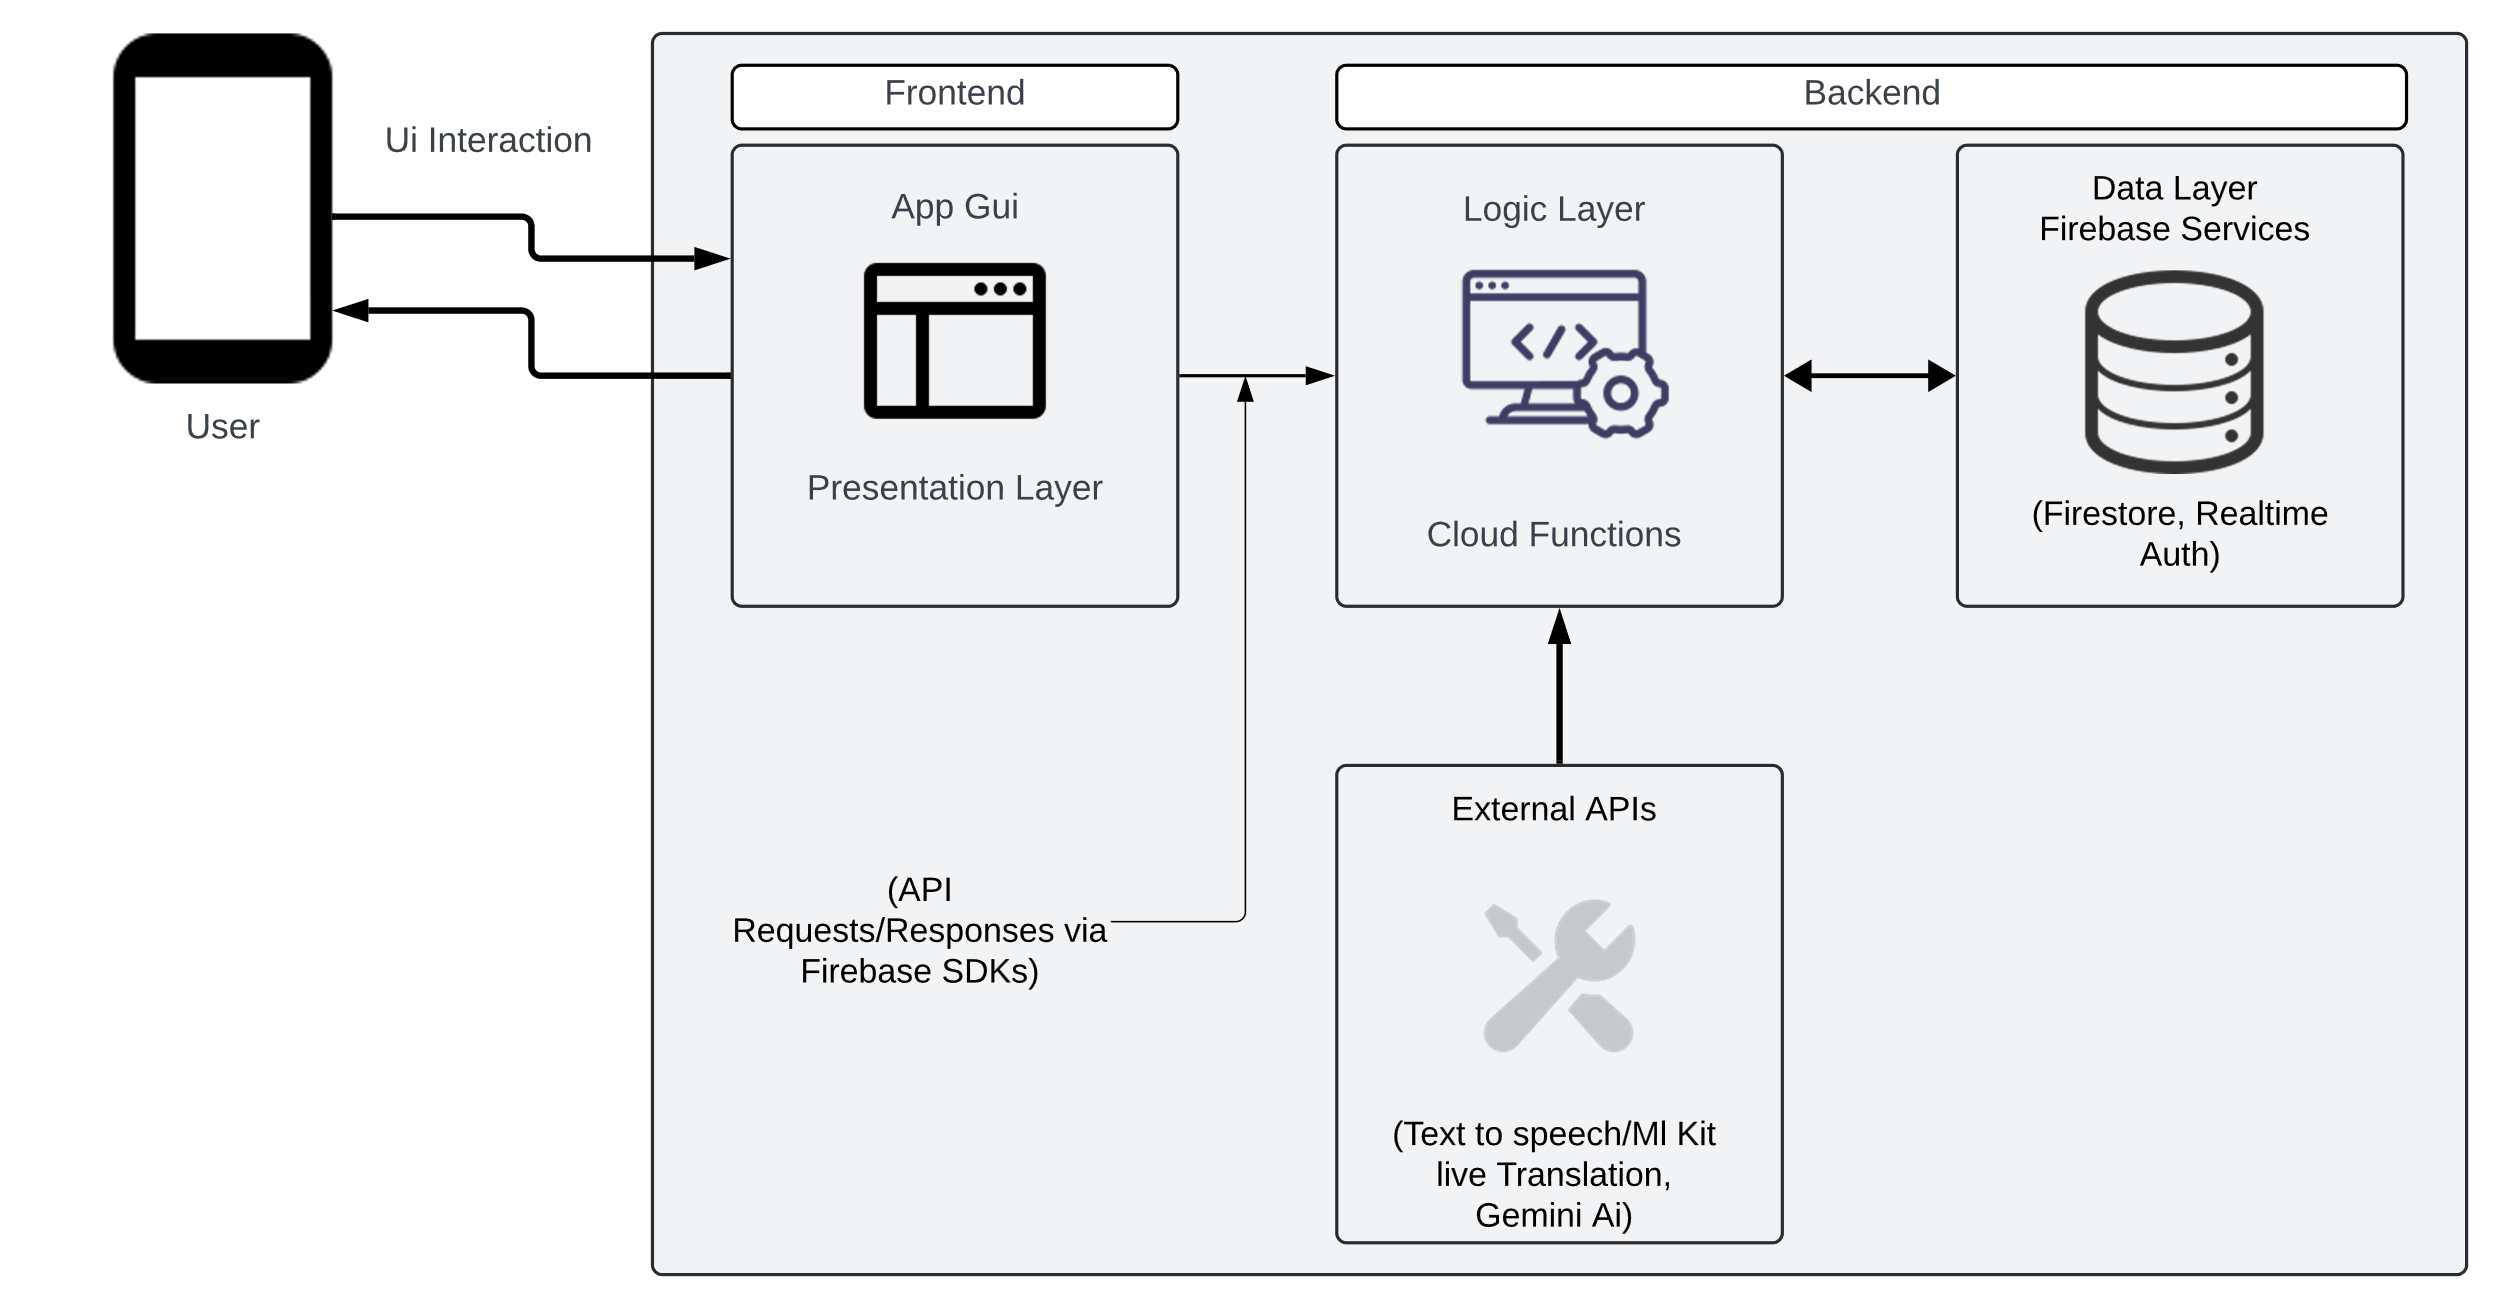 Frontend
Backend
Ui Interaction
User
App Gui
Presentation Layer
Logic Layer
Cloud Functions
Data Layer
Firebase Services
(Firestore, Realtime
Auth)
(API
Requests/Responses via
Firebase SDKs)
External APIs
(Text to speech/Ml Kit
live Translation,
Gemini Ai)